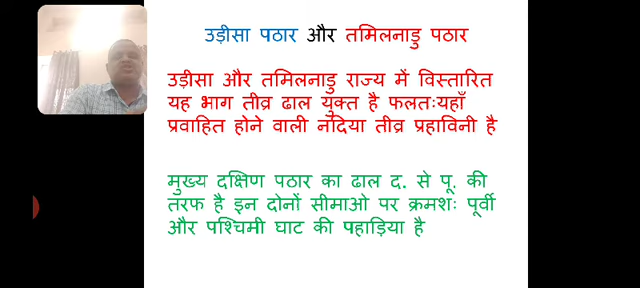 उड़ीसा पठार और तमिलनाडु पठार
उड़ीसा और तमिलनाडु राज्य में विस्तारित
यह भाग तीव्र ढाल युक्त है फलतःयहाँ
प्रवाहित होने वाली नदिया तीव्र प्रहाविनी है
मुख्य दक्षिण पठार का ढाल द. से पू. की
तरफ है इन दोनों सीमाओ पर क्रमशः पूर्वी
और पश्चिमी घाट की पहाड़िया है